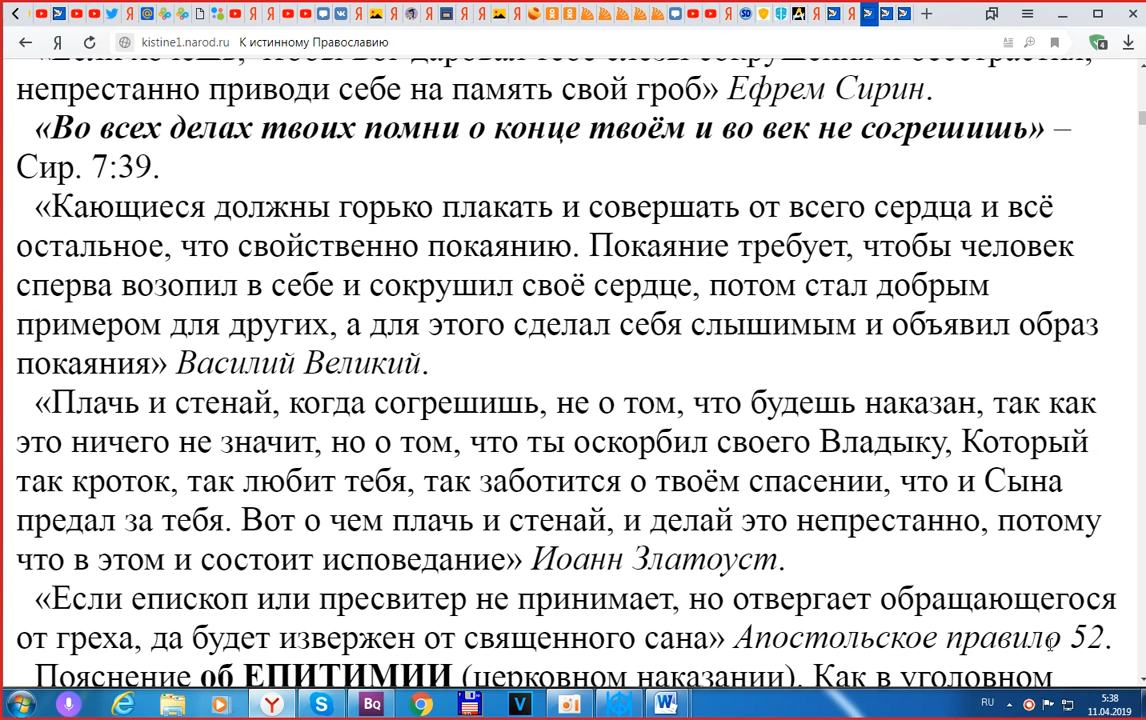 kistine1.narod.ru К истинному Православию
непрестанно приводи себе на память свой гроб» Ефрем Сирин.
«Во всех делах твоих помни о конце твоём и во век не согрешишь» –
Сир. 7:39.
«Кающиеся должны горько плакать и совершать от всего сердца и всё
остальное, что свойственно покаянию. Покаяние требует, чтобы человек
сперва возопил в себе и сокрушил своё сердце, потом стал добрым
примером для других, а для этого сделал себя слышимым и объявил образ
покаяния» Василий Великий.
«Плачь и стенай, когда согрешишь, не о том, что будешь наказан, так как
это ничего не значит, но о том, что ты оскорбил своего Владыку, Который
так кроток, так любит тебя, так заботится о твоём спасении, что и Сына
предал за тебя. Вот о чем плачь и стенай, и делай это непрестанно, потому
что в этом и состоит исповедание» Иоанн Златоуст.
«Если епископ или пресвитер не принимает, но отвергает обращающегося
от греха, да будет извержен от священного сана» Апостольское правило 52.
Пояснение об ЕПИТИМИИ (церковном наказании). Как в уголовном
RU
5:38
11.04.2019